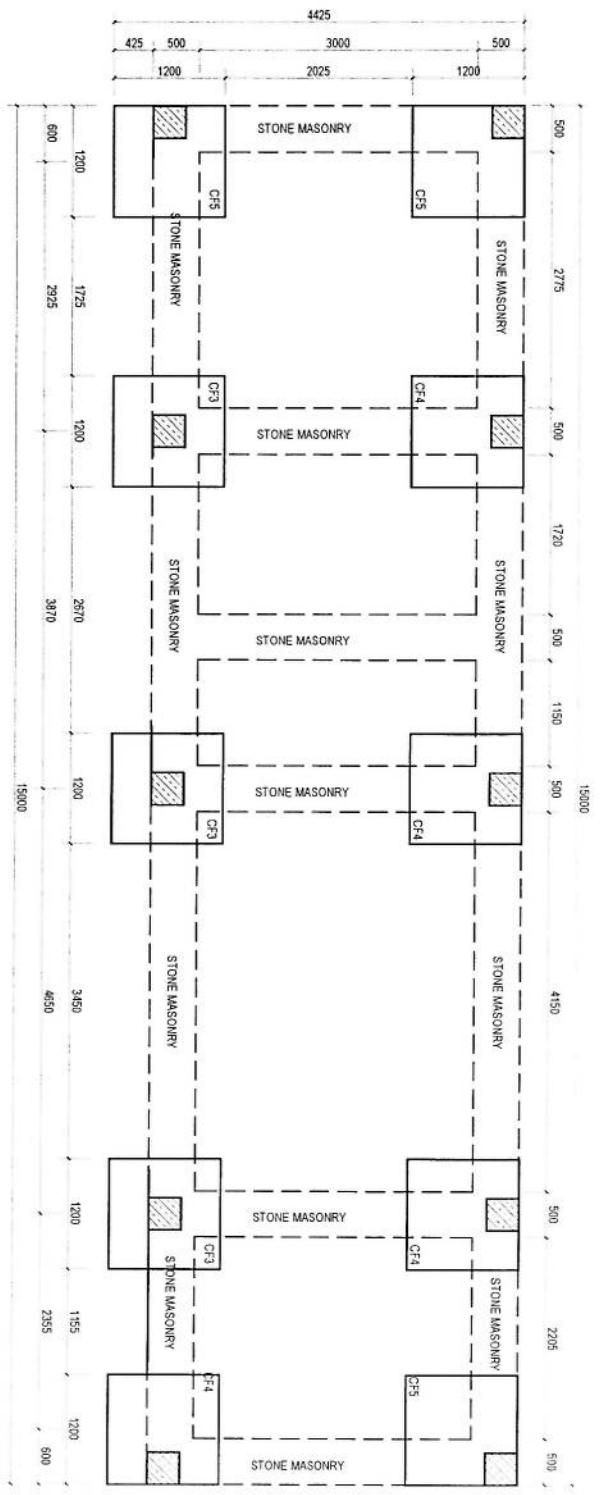 4425
425 500 3000 500
1200 2025 1200
600 1200 STONE MASONRY 500
CF5 CF5
STONE MASONRY STONE MASONRY
2925 1725 2775
CF3 CF4
1200 STONE MASONRY 500
1720
STONE MASONRY STONE MASONRY
3870 2670 STONE MASONRY 500
1150
15000 1200 STONE MASONRY 500 15000
CF3 CF4
STONE MASONRY STONE MASONRY
4650 3450 4150
1200 STONE MASONRY 500
CF3 CF4
STONE MASONRY STONE MASONRY
2355 1155 2205
CF4 CF5
600 1200 STONE MASONRY 500